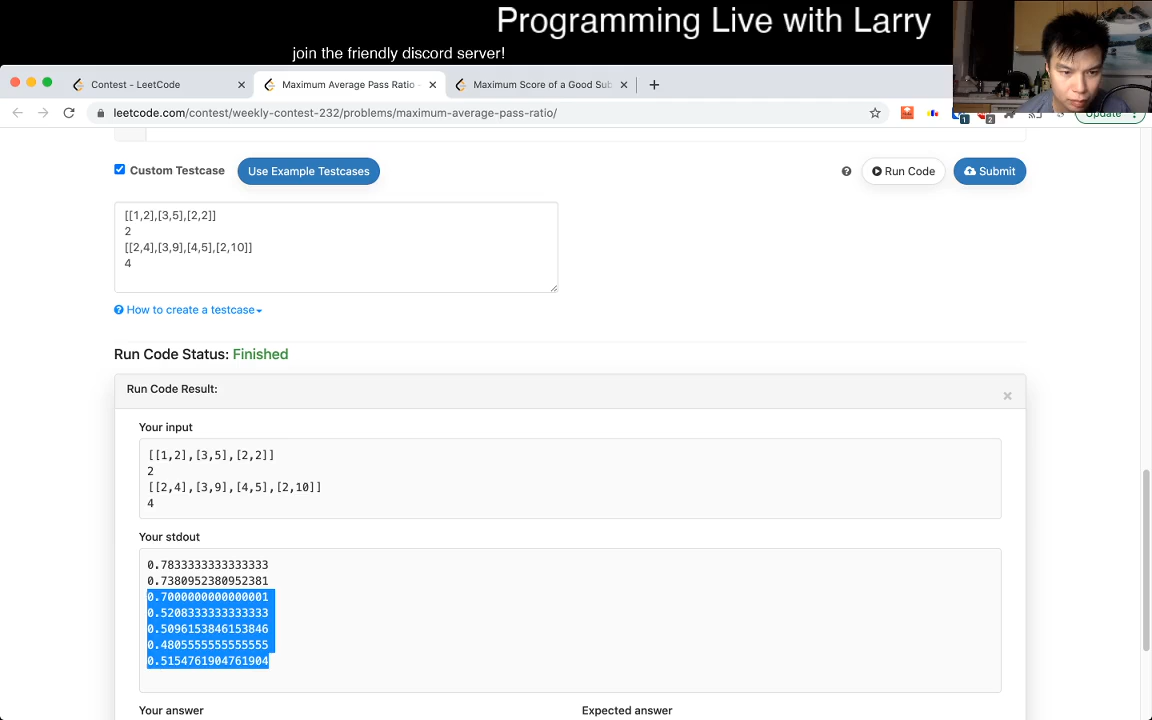 Programming Live with Larry
join the friendly discord server!
Contest - LeetCode
Maximum Average Pass Ratio -
Maximum Score of a Good Sub
leetcode.com/contest/weekly-contest-232/problems/maximum-average-pass-ratio/
1
2
Update
Custom Testcase
Use Example Testcases
Run Code
Submit
[[1,2],[3,5],[2,2]]
2
[[2,4],[3,9],[4,5],[2,10]]
4
How to create a testcase
Run Code Status: Finished
Run Code Result:
Your input
[[1,2],[3,5],[2,2]]
2
[[2,4],[3,9],[4,5],[2,10]]
4
Your stdout
0.7833333333333333
0.7380952380952381
0.7000000000000001
0.5208333333333333
0.5096153846153846
0.4805555555555555
0.5154761904761904
Your answer
Expected answer